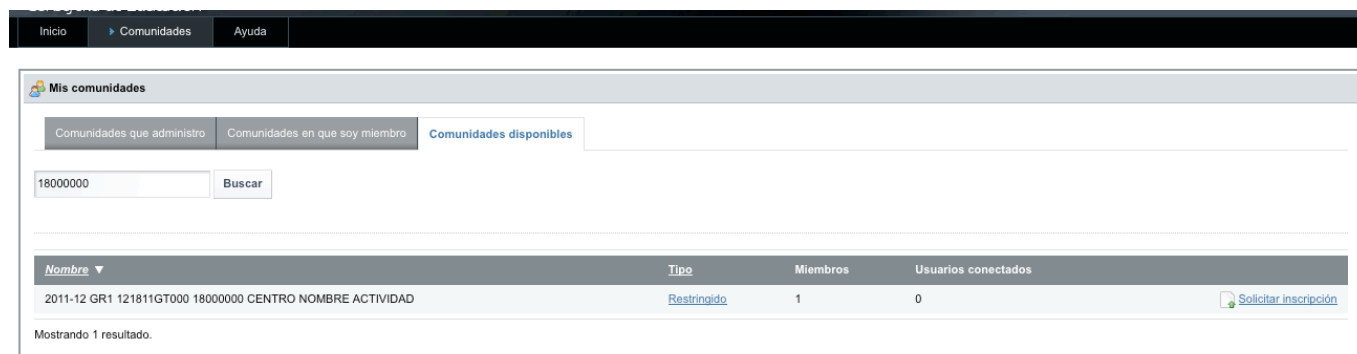 Inicio Comunidades Ayuda
Mis comunidades
Comunidades que administro Comunidades en que soy miembro Comunidades disponibles
18000000 Buscar
Nombre ▼ Tipo Miembros Usuarios conectados
2011-12 GR1 121811GT000 18000000 CENTRO NOMBRE ACTIVIDAD Restringido 1 0 Solicitar inscripción
Mostrando 1 resultado.